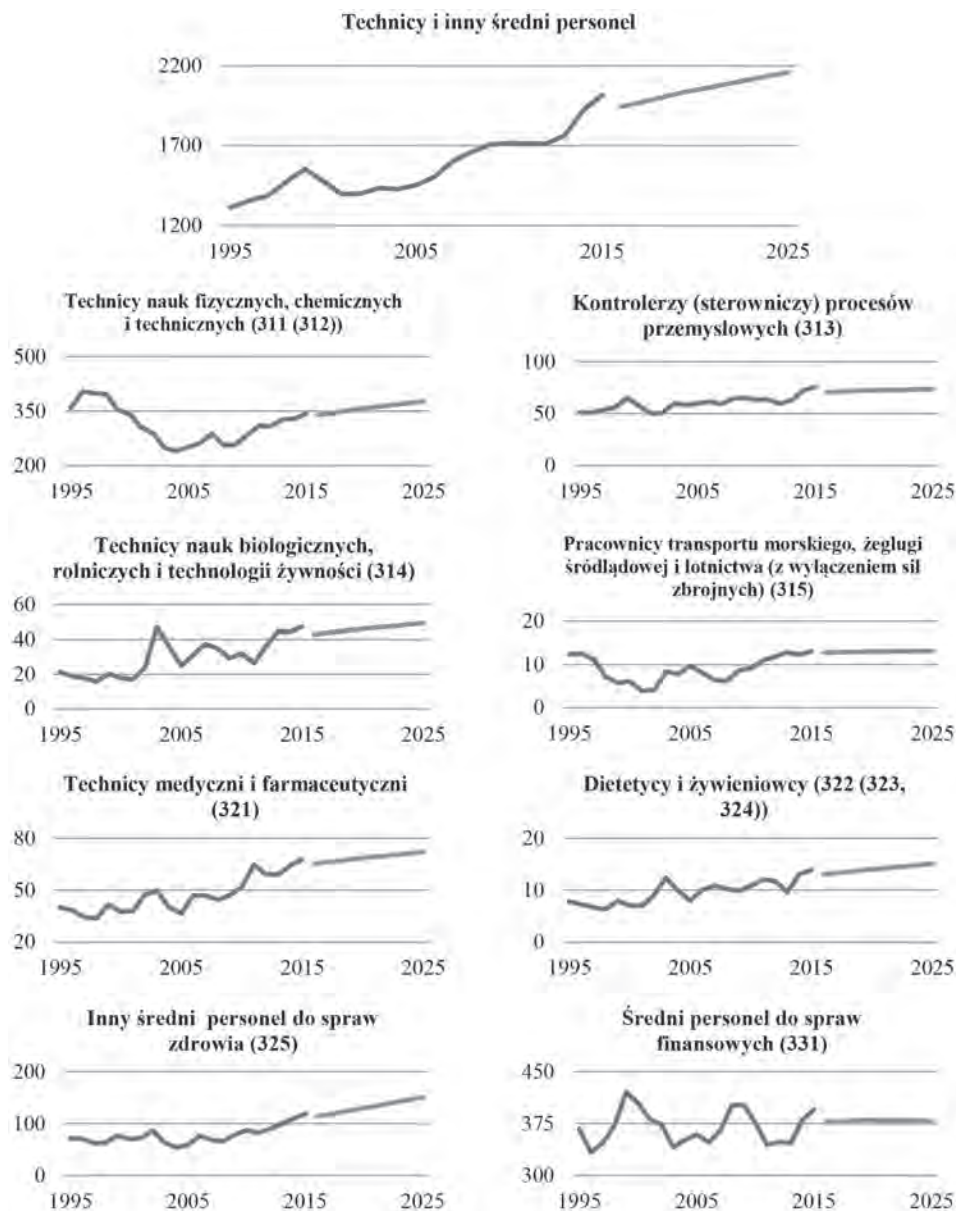 Technicy i inny średni personel
2200
1700
1200
1995 2005 2015 2025
Technicy nauk fizycznych, chemicznych
i technicznych (311 (312))
500
350
200
1995 2005 2015 2025
Kontrolerzy (sterowniczy) procesów
przemysłowych (313)
100
50
0
1995 2005 2015 2025
Technicy nauk biologicznych,
rolniczych i technologii żywności (314)
60
40
20
0
1995 2005 2015 2025
Pracownicy transportu morskiego, żeglugi
śródlądowej i lotnictwa (z wyłączeniem sił
zbrojnych) (315)
20
10
0
1995 2005 2015 2025
Technicy medyczni i farmaceutyczni
(321)
80
50
20
1995 2005 2015 2025
Dietetycy i żywieniowcy (322 (323,
324))
20
10
0
1995 2005 2015 2025
Inny średni personel do spraw
zdrowia (325)
200
100
0
1995 2005 2015 2025
Średni personel do spraw
finansowych (331)
450
375
300
1995 2005 2015 2025